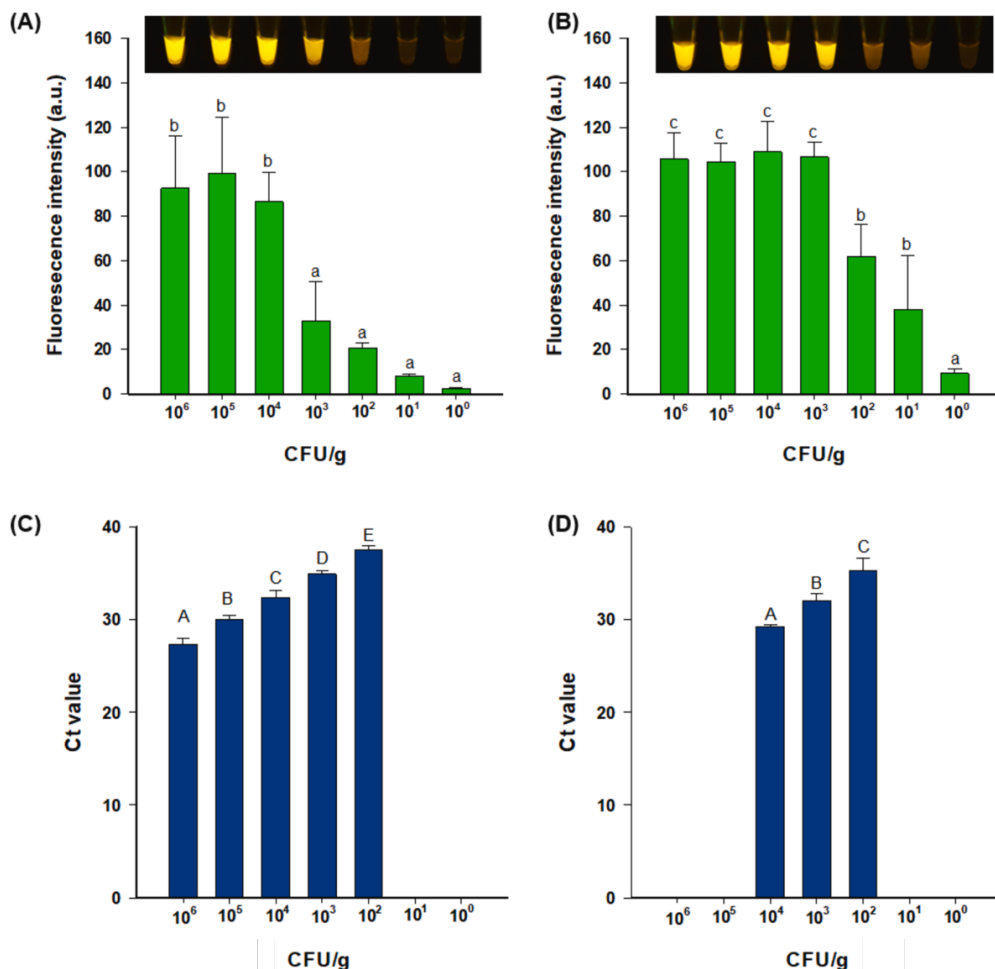 (A)
160
140
120
100
80
60
40
20
0
Fluoresecence intensity (a.u.)
b
b
b
a
a
a
a
10⁶ 10⁵ 10⁴ 10³ 10² 10¹ 10⁰
CFU/g
(B)
160
140
120
100
80
60
40
20
0
Fluoresecence intensity (a.u.)
c
c
c
c
b
b
a
10⁶ 10⁵ 10⁴ 10³ 10² 10¹ 10⁰
CFU/g
(C)
40
30
20
10
0
Ct value
A
B
C
D
E
10⁶ 10⁵ 10⁴ 10³ 10² 10¹ 10⁰
CFU/g
(D)
40
30
20
10
0
Ct value
A
B
C
10⁶ 10⁵ 10⁴ 10³ 10² 10¹ 10⁰
CFU/g